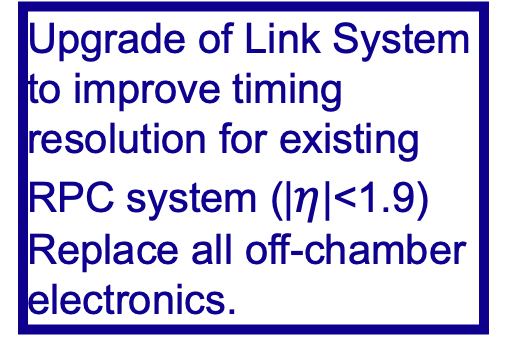 Upgrade of Link System
to improve timing
resolution for existing
RPC system (|η|<1.9)
Replace all off-chamber
electronics.